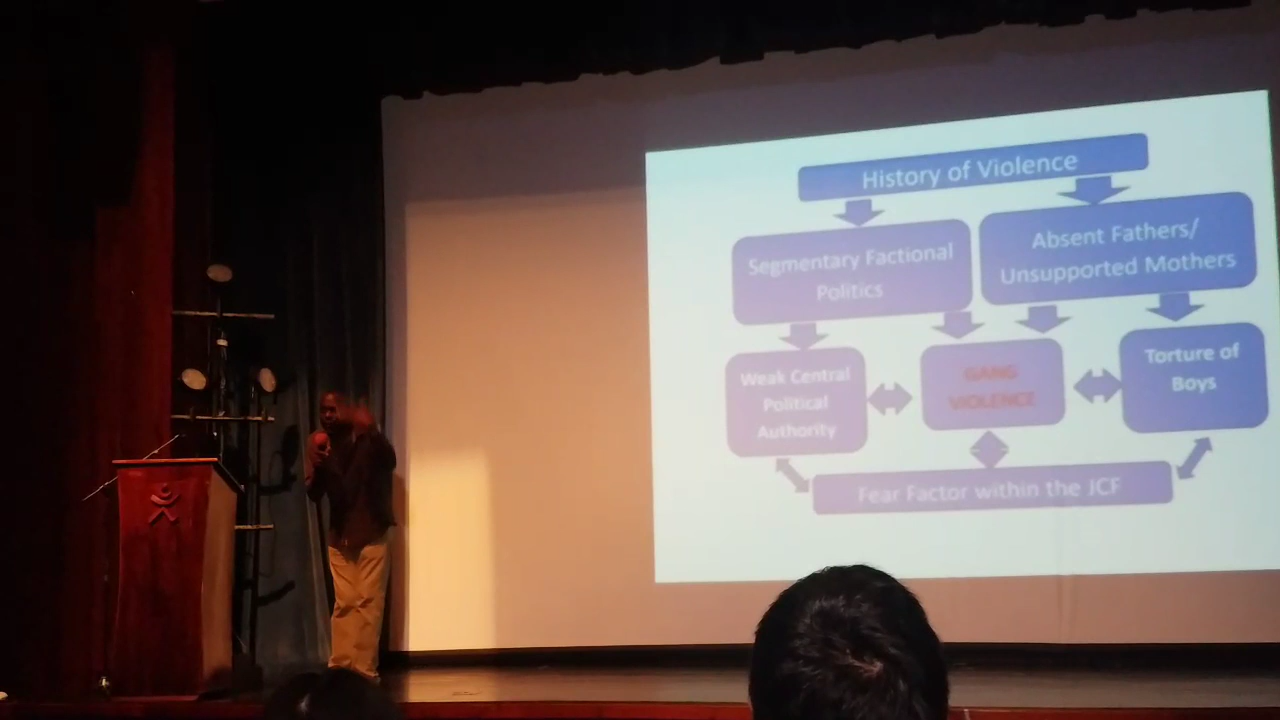 History of Violence
Segmentary Factional
Politics
Absent Fathers/
Unsupported Mothers
Weak Central
Political
Authority
GANG
VIOLENCE
Torture of
Boys
Fear Factor within the JCF